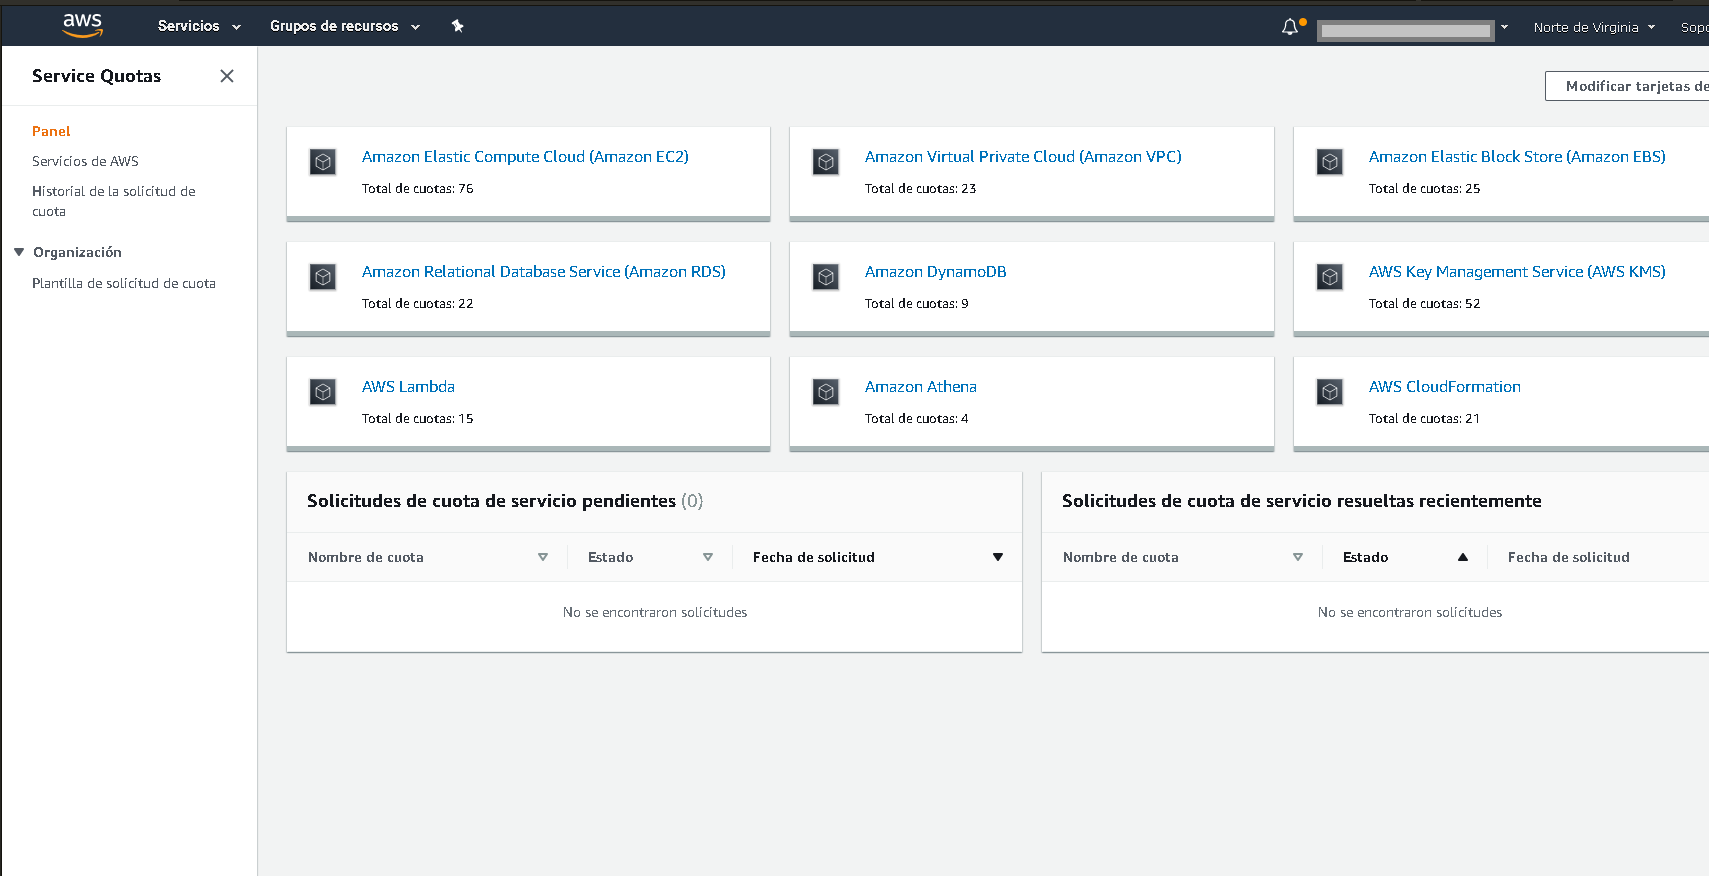 aws Servicios Grupos de recursos Norte de Virginia
Service Quotas
Modificar tarjetas de
Panel
Servicios de AWS
Historial de la solicitud de
cuota
Organización
Plantilla de solicitud de cuota
Amazon Elastic Compute Cloud (Amazon EC2)
Total de cuotas: 76
Amazon Virtual Private Cloud (Amazon VPC)
Total de cuotas: 23
Amazon Elastic Block Store (Amazon EBS)
Total de cuotas: 25
Amazon Relational Database Service (Amazon RDS)
Total de cuotas: 22
Amazon DynamoDB
Total de cuotas: 9
AWS Key Management Service (AWS KMS)
Total de cuotas: 52
AWS Lambda
Total de cuotas: 15
Amazon Athena
Total de cuotas: 4
AWS CloudFormation
Total de cuotas: 21
Solicitudes de cuota de servicio pendientes (0)
Nombre de cuota Estado Fecha de solicitud
No se encontraron solicitudes
Solicitudes de cuota de servicio resueltas recientemente
Nombre de cuota Estado Fecha de solicitud
No se encontraron solicitudes